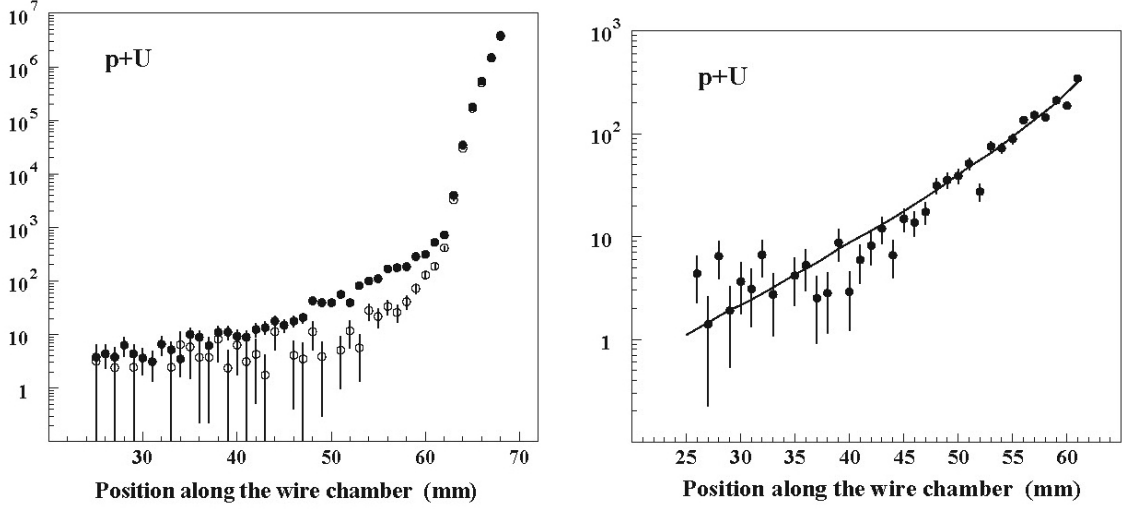 p+U
10^7
10^6
10^5
10^4
10^3
10^2
10
1
30 40 50 60 70
Position along the wire chamber (mm)
p+U
10^3
10^2
10
1
25 30 35 40 45 50 55 60
Position along the wire chamber (mm)